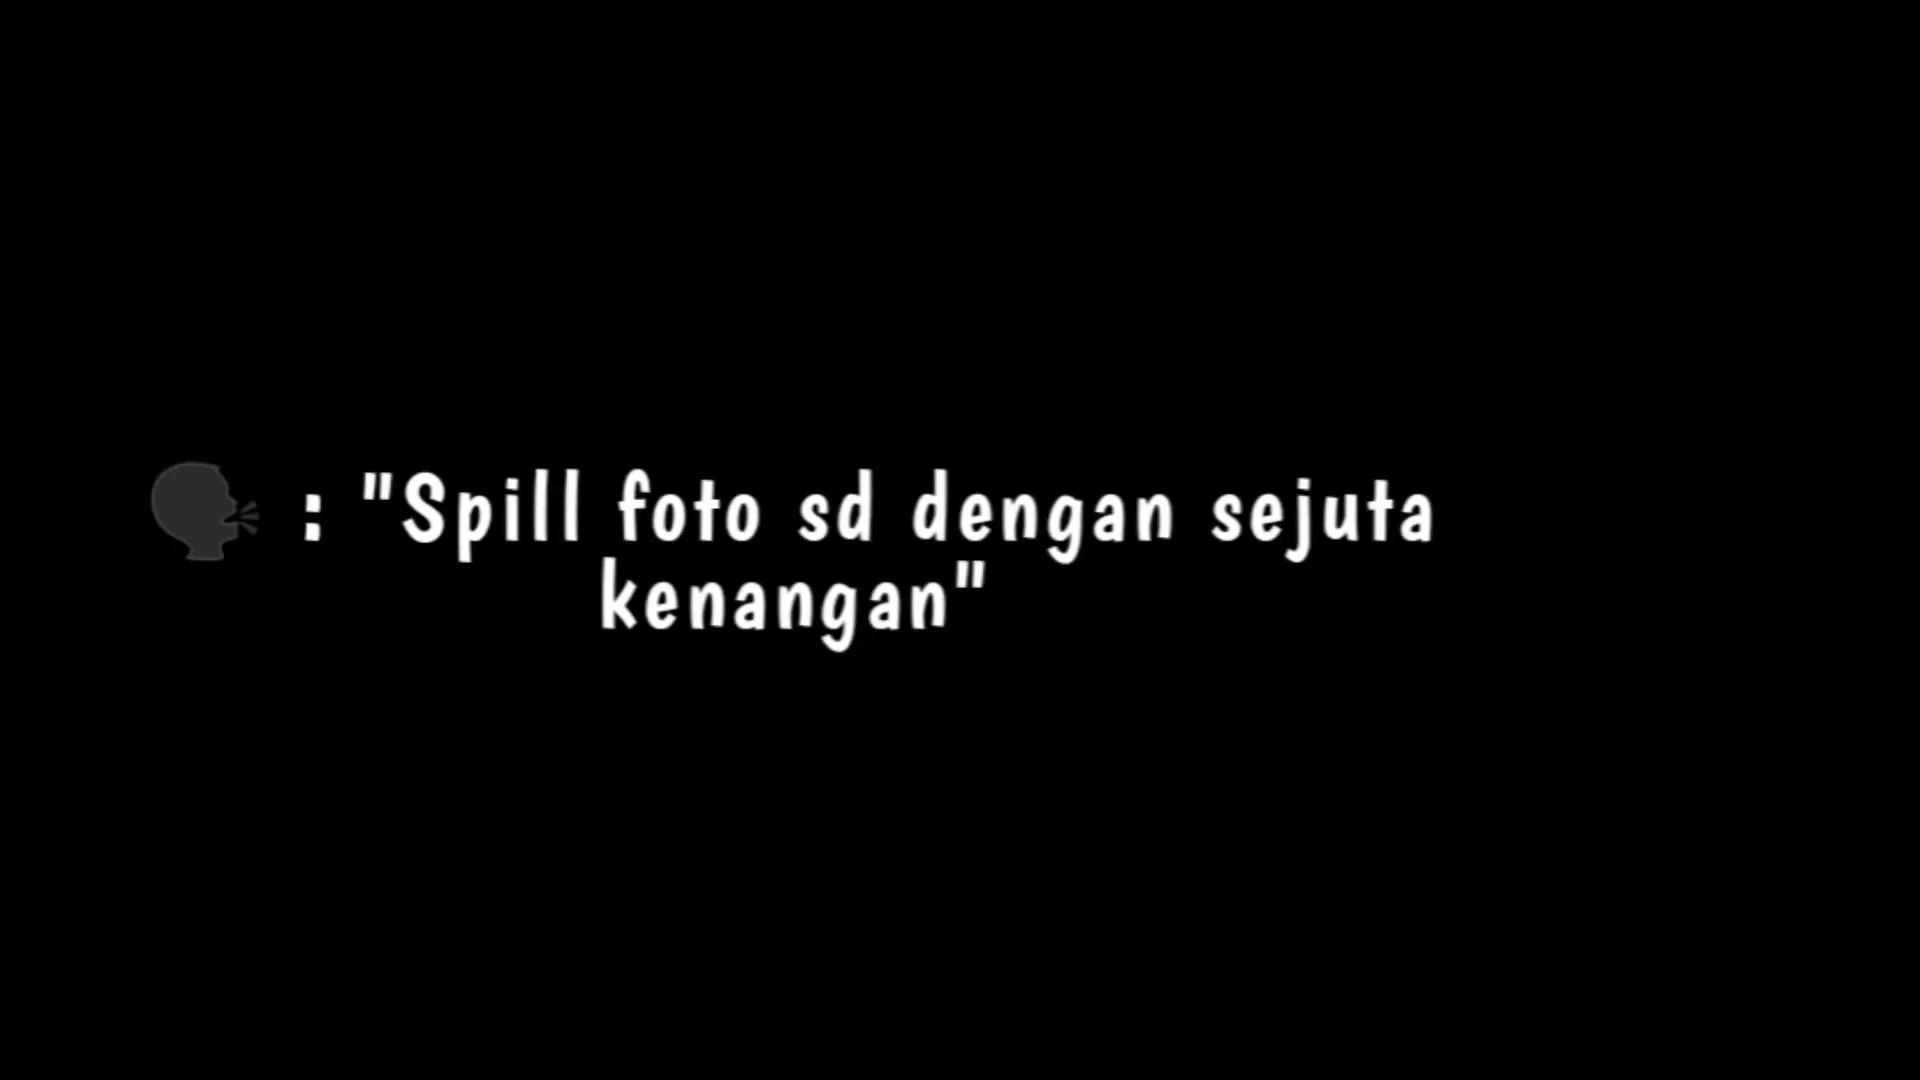 🗣 : "Spill foto sd dengan sejuta
kenangan"